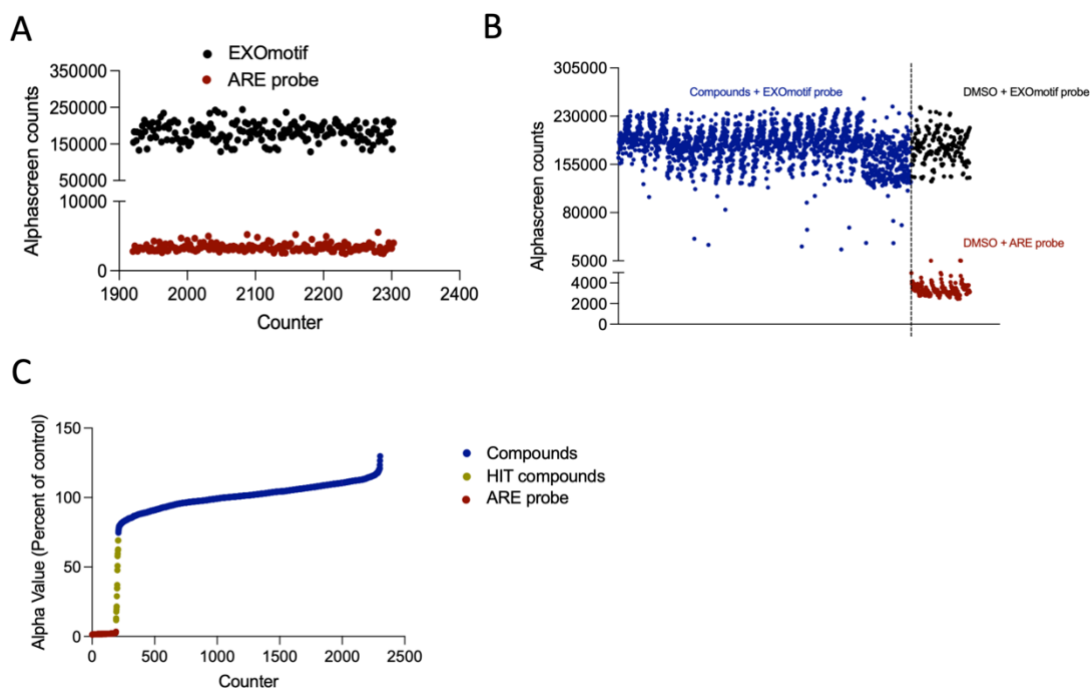 A
EXOmotif
ARE probe
350000
250000
150000
50000
10000
0
Alphascreen counts
1900 2000 2100 2200 2300 2400
Counter
B
305000
230000
155000
80000
5000
4000
2000
0
Alphascreen counts
Compounds + EXOmotif probe
DMSO + EXOmotif probe
DMSO + ARE probe
C
150
100
50
0
Alpha Value (Percent of control)
0 500 1000 1500 2000 2500
Counter
Compounds
HIT compounds
ARE probe